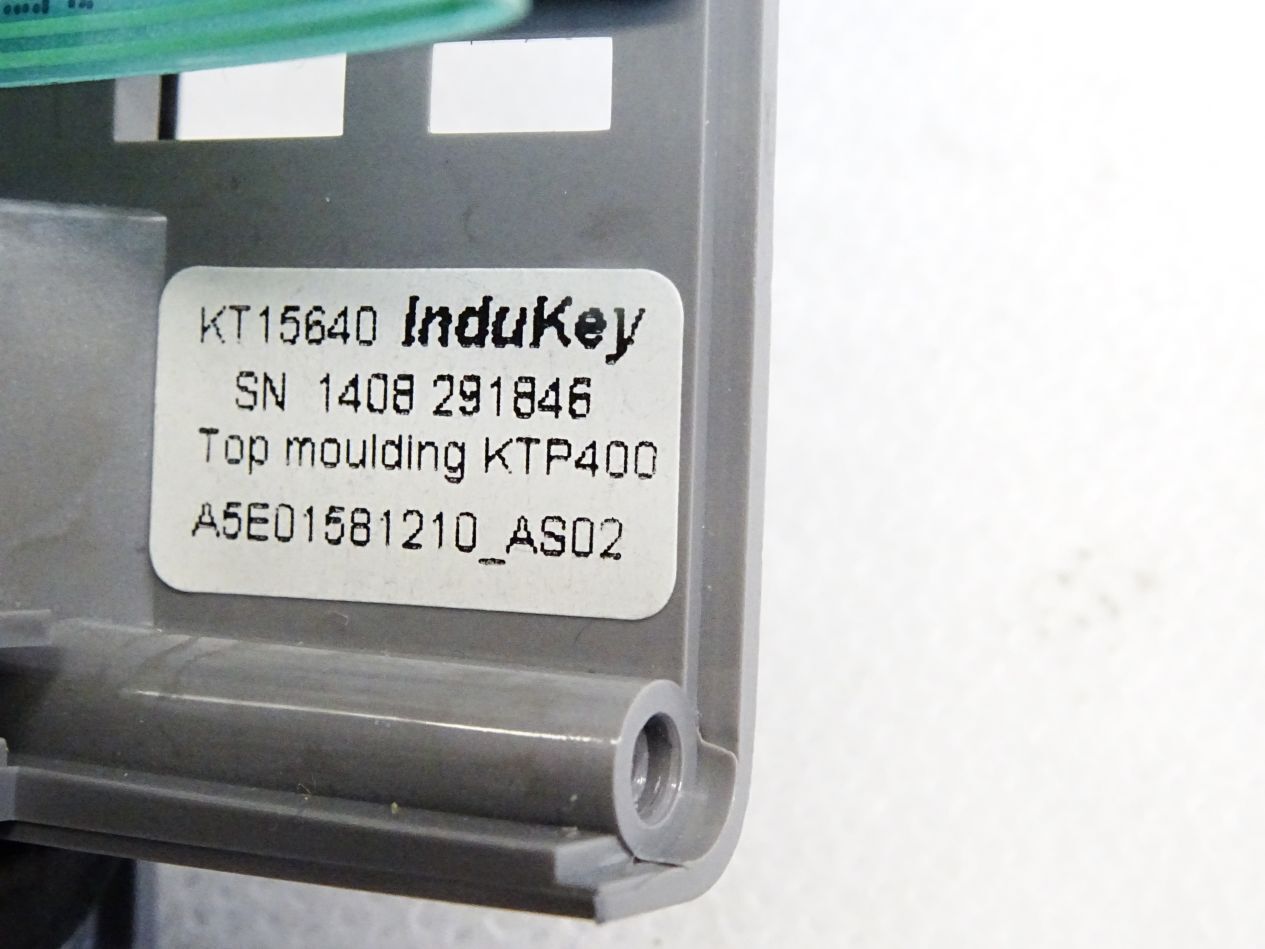 KT15640 InduKey
SN 1408 291846
Top moulding KTP400
A5E01581210_AS02